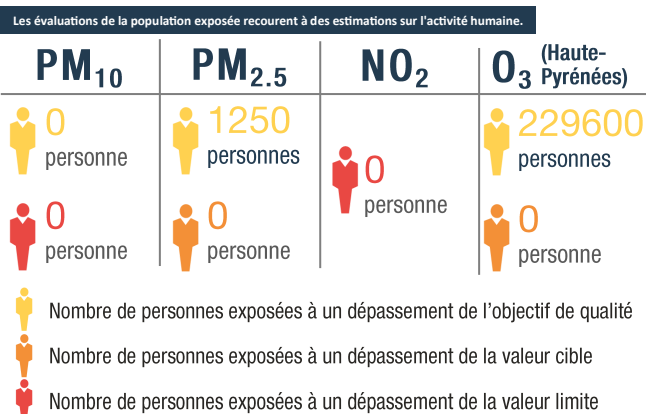 Les évaluations de la population exposée recourent à des estimations sur l'activité humaine.
PM10
PM2.5
NO2
O3 (Haute-Pyrénées)
0
personne
1250
personnes
0
personne
229600
personnes
0
personne
0
personne
0
personne
Nombre de personnes exposées à un dépassement de l'objectif de qualité
Nombre de personnes exposées à un dépassement de la valeur cible
Nombre de personnes exposées à un dépassement de la valeur limite